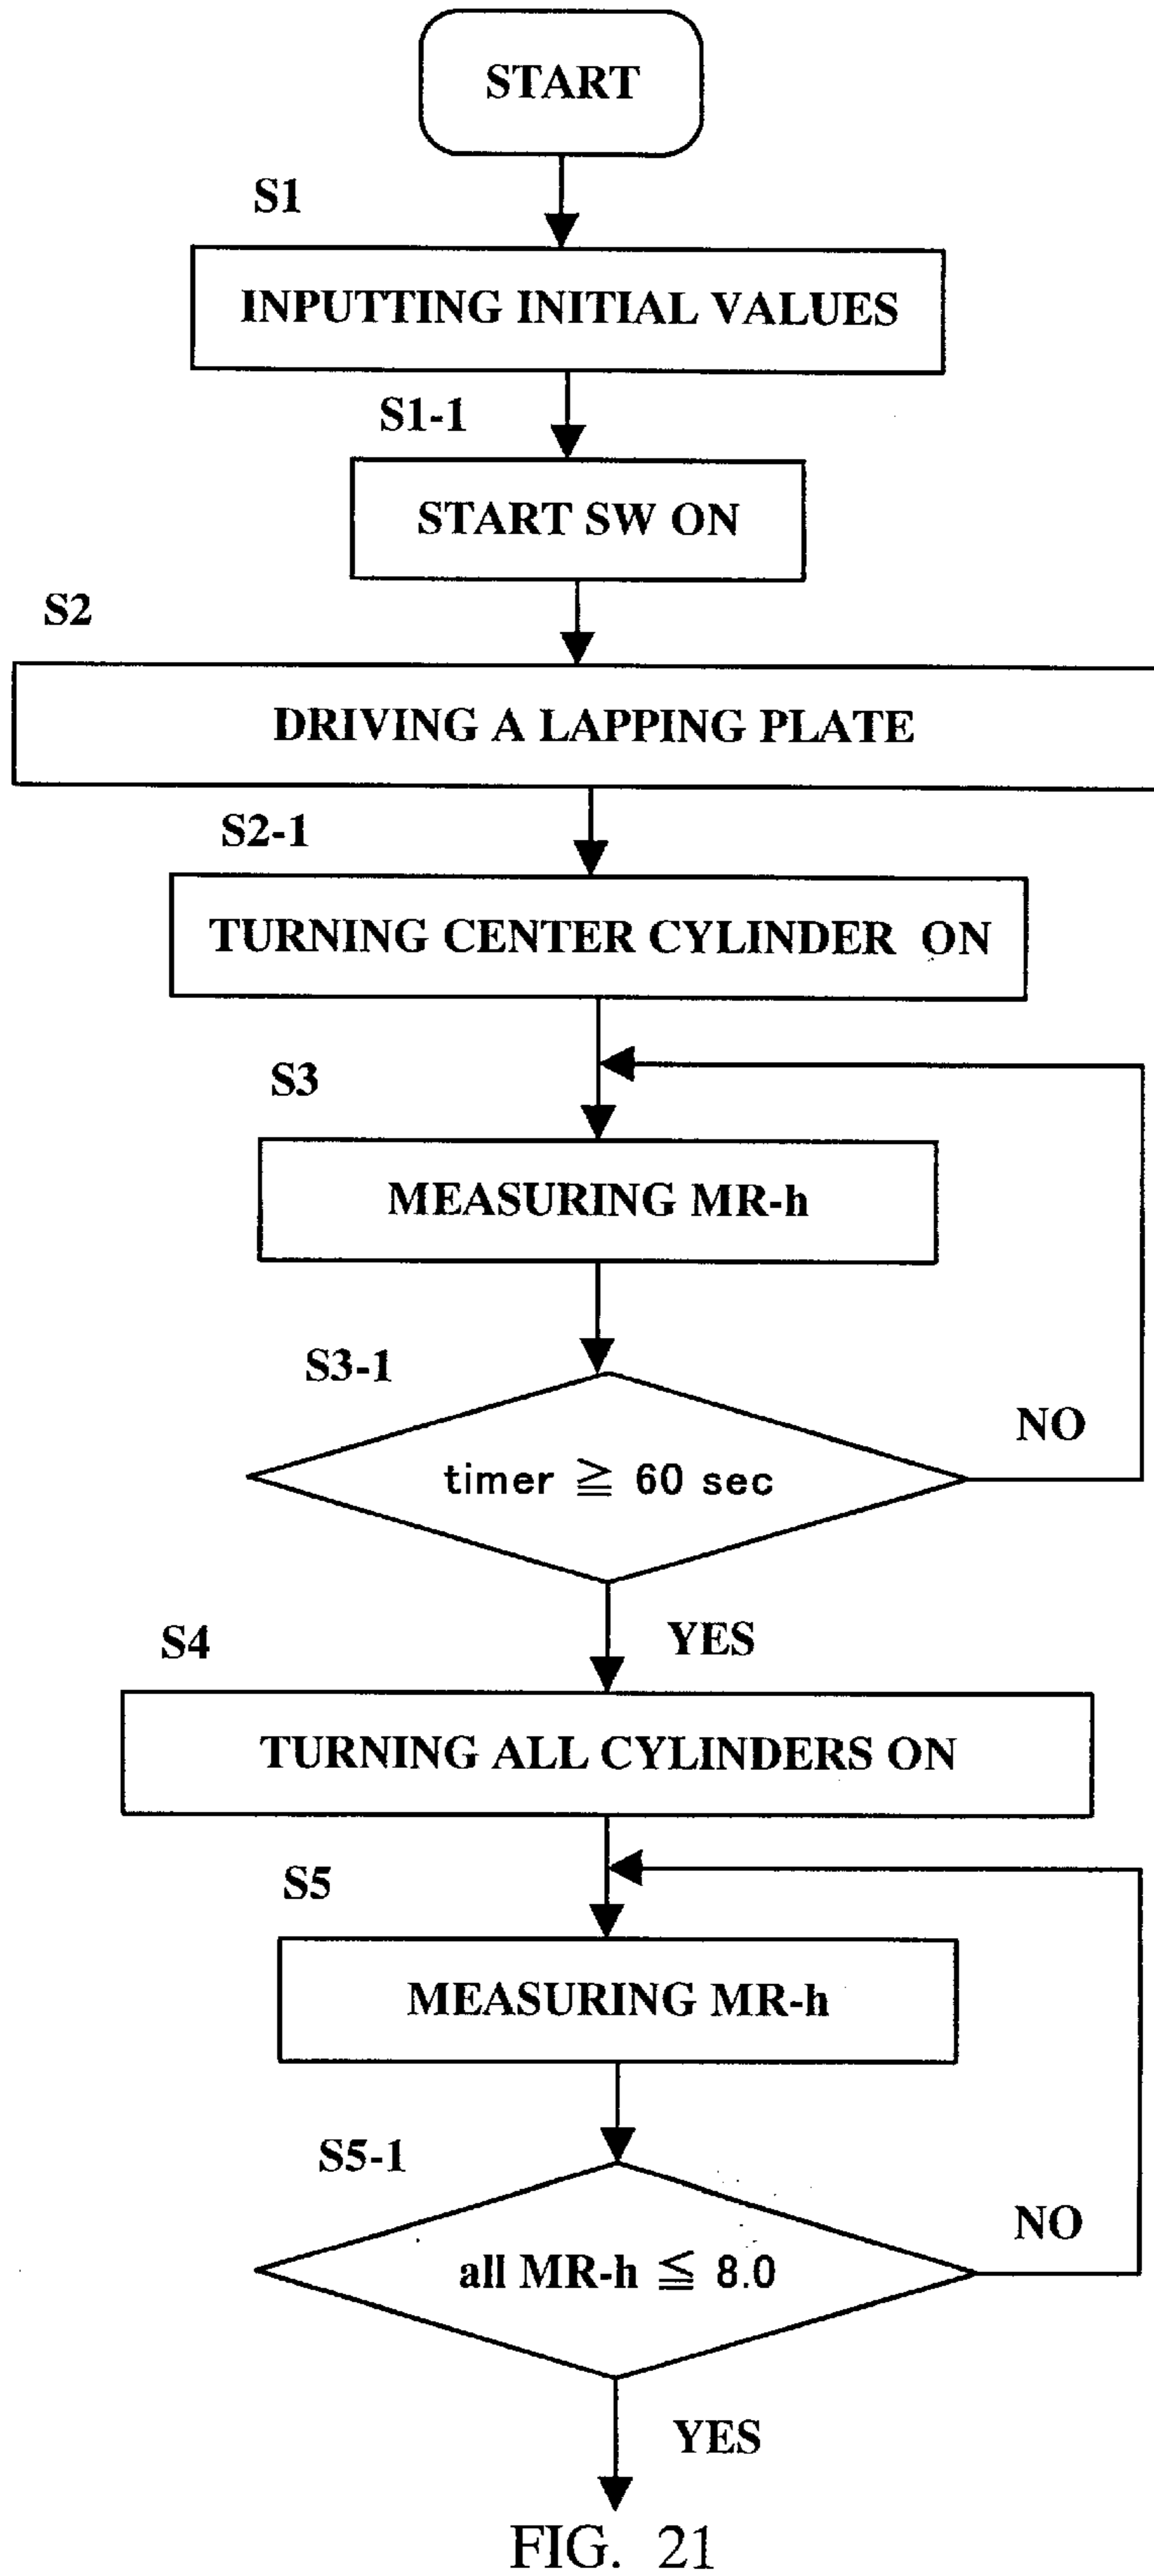 START
S1
INPUTTING INITIAL VALUES
S1-1
START SW ON
S2
DRIVING A LAPPING PLATE
S2-1
TURNING CENTER CYLINDER ON
S3
MEASURING MR-h
S3-1
timer ≧ 60 sec
NO
YES
S4
TURNING ALL CYLINDERS ON
S5
MEASURING MR-h
S5-1
all MR-h ≦ 8.0
NO
YES
FIG. 21